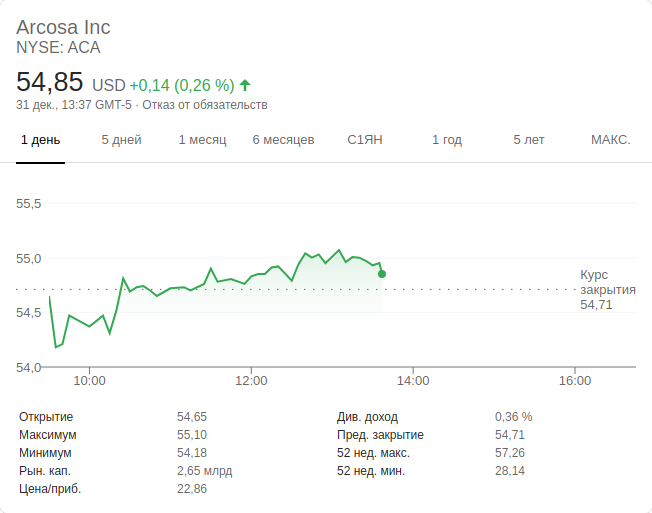 Arcosa Inc
NYSE: ACA
54,85 USD +0,14 (0,26 %)
31 дек., 13:37 GMT-5 · Отказ от обязательств
1 день 5 дней 1 месяц 6 месяцев С1ЯН 1 год 5 лет МАКС.
55,5
55,0
54,5
54,0
Курс
закрытия
54,71
10:00 12:00 14:00 16:00
Открытие 54,65 Див. доход 0,36 %
Максимум 55,10 Пред. закрытие 54,71
Минимум 54,18 52 нед. макс. 57,26
Рын. кап. 2,65 млрд 52 нед. мин. 28,14
Цена/приб. 22,86